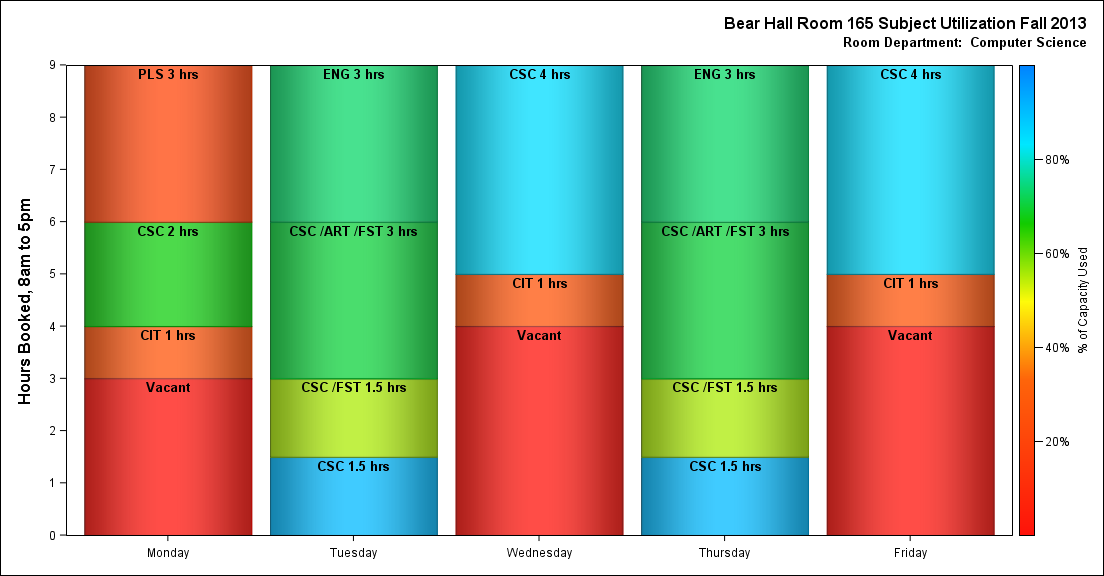 Bear Hall Room 165 Subject Utilization Fall 2013
Room Department:  Computer Science
Hours Booked, 8am to 5pm
9
8
7
6
5
4
3
2
1
0
PLS 3 hrs
CSC 2 hrs
CIT 1 hrs
Vacant
ENG 3 hrs
CSC /ART /FST 3 hrs
CSC /FST 1.5 hrs
CSC 1.5 hrs
CSC 4 hrs
CIT 1 hrs
Vacant
ENG 3 hrs
CSC /ART /FST 3 hrs
CSC /FST 1.5 hrs
CSC 1.5 hrs
CSC 4 hrs
CIT 1 hrs
Vacant
Monday
Tuesday
Wednesday
Thursday
Friday
80%
60%
40%
20%
% of Capacity Used